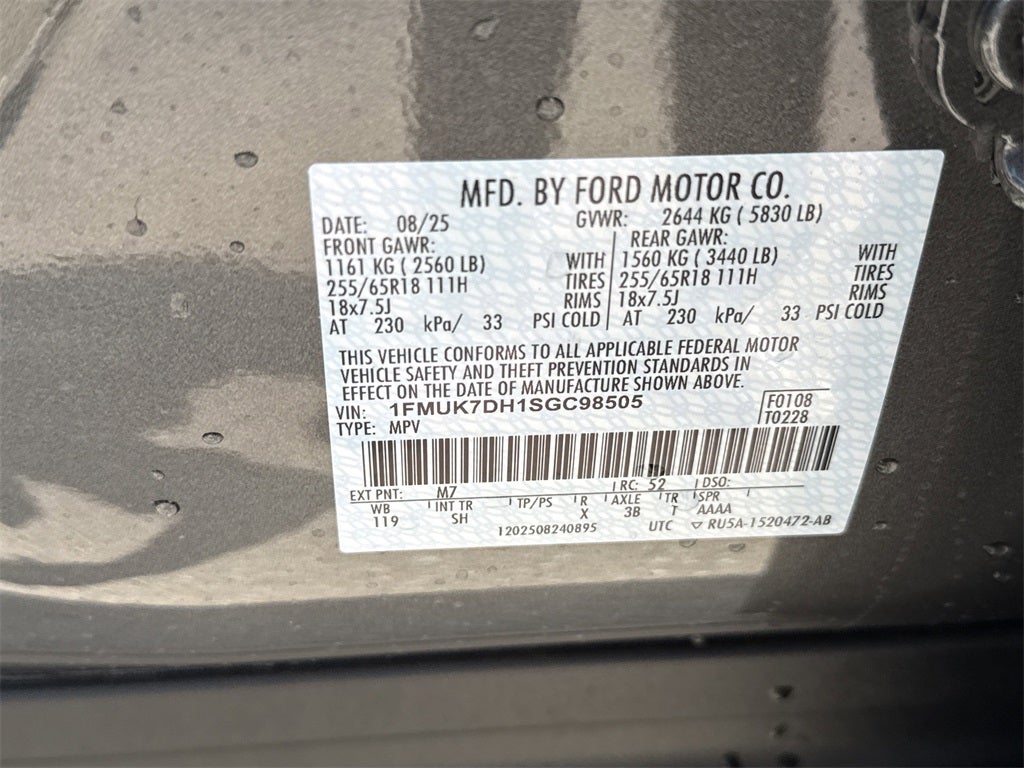 MFD. BY FORD MOTOR CO.
DATE: 08/25 GVWR: 2644 KG ( 5830 LB)
FRONT GAWR: REAR GAWR:
1161 KG ( 2560 LB) WITH 1560 KG ( 3440 LB) WITH
255/65R18 111H TIRES 255/65R18 111H TIRES
18x7.5J RIMS 18x7.5J RIMS
AT 230 kPa/ 33 PSI COLD AT 230 kPa/ 33 PSI COLD
THIS VEHICLE CONFORMS TO ALL APPLICABLE FEDERAL MOTOR
VEHICLE SAFETY AND THEFT PREVENTION STANDARDS IN
EFFECT ON THE DATE OF MANUFACTURE SHOWN ABOVE.
VIN: 1FMUK7DH1SGC98505 F0108
TYPE: MPV T0228
EXT PNT: M7 RC: 52 DSO:
WB INT TR TP/PS R AXLE TR SPR
119 SH X 3B T AAAA
1202508240895 UTC ▽ RU5A-1520472-AB